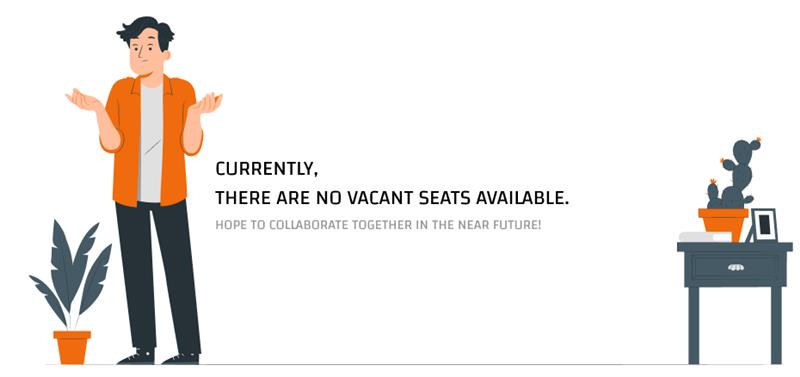 CURRENTLY,
THERE ARE NO VACANT SEATS AVAILABLE.
HOPE TO COLLABORATE TOGETHER IN THE NEAR FUTURE!